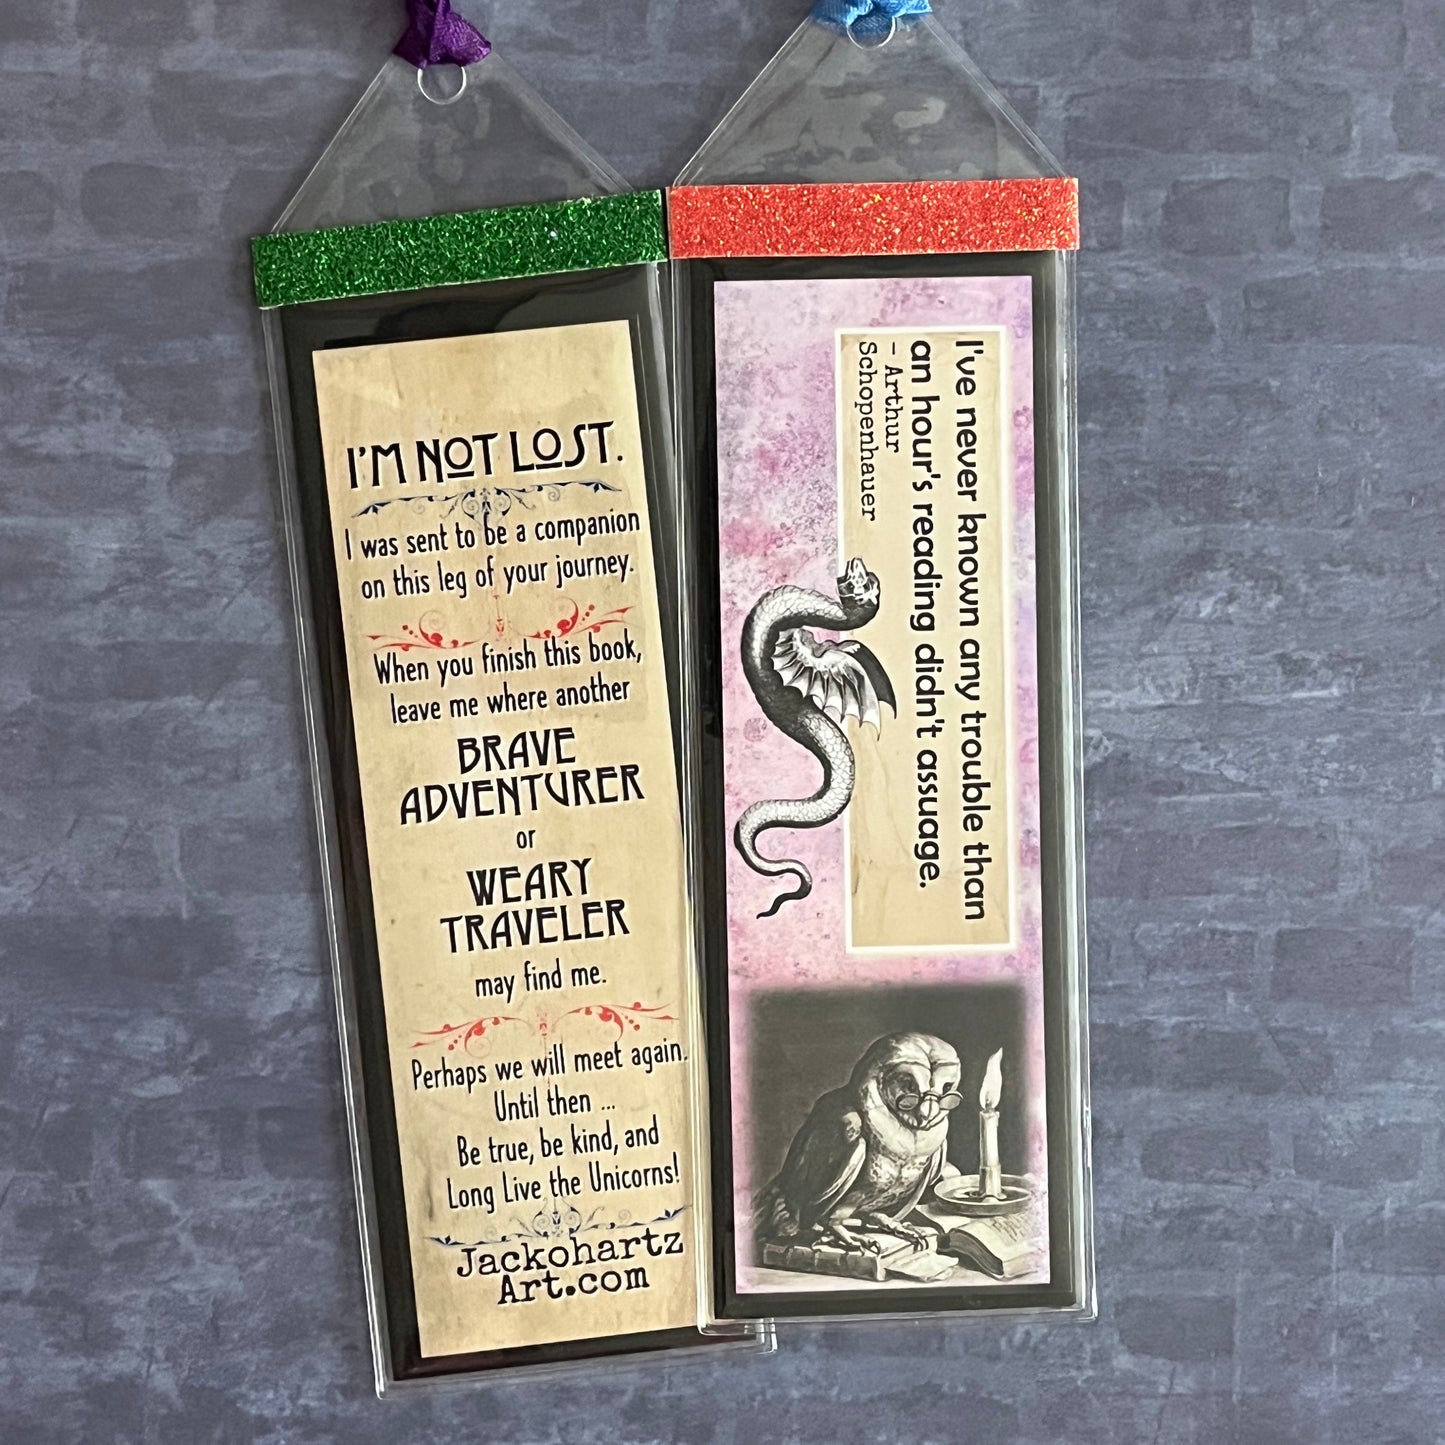 I'M NOT LOST.
I was sent to be a companion
on this leg of your journey.
When you finish this book,
leave me where another
BRAVE
ADVENTURER
or
WEARY
TRAVELER
may find me.
Perhaps we will meet again.
Until then ...
Be true, be kind, and
Long Live the Unicorns!
Jackohartz
Art.com
I've never known any trouble than
an hour's reading didn't assuage.
– Arthur
Schopenhauer